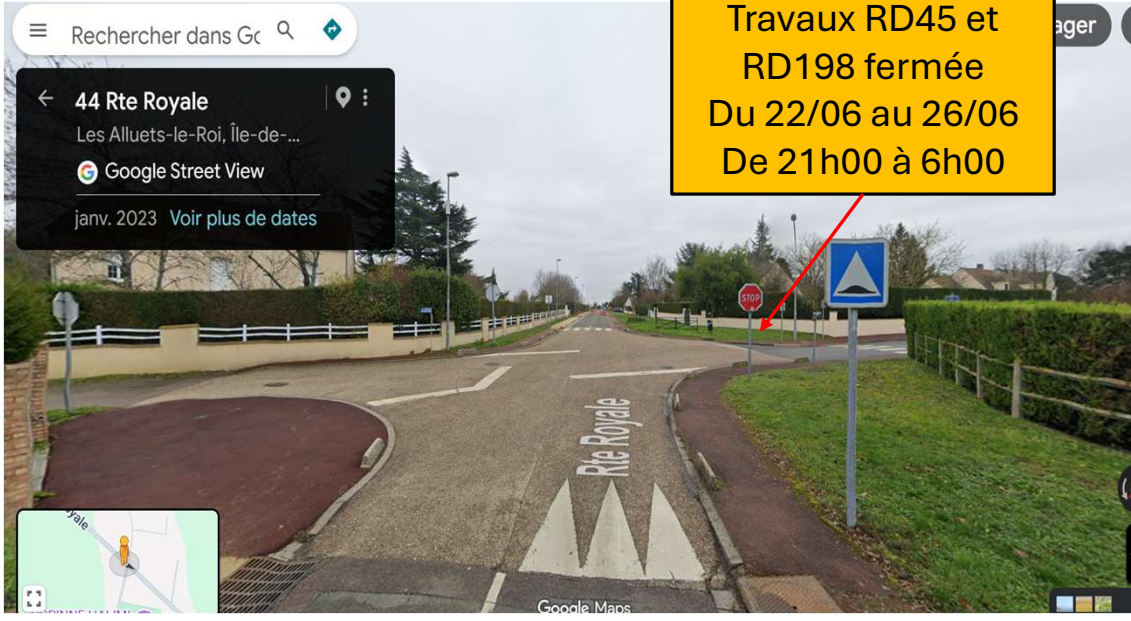 Rechercher dans Go
44 Rte Royale
Les Alluets-le-Roi, Île-de-...
Google Street View
janv. 2023 Voir plus de dates
Travaux RD45 et
RD198 fermée
Du 22/06 au 26/06
De 21h00 à 6h00
ager
STOP
Rte Royale
yale
Google Maps